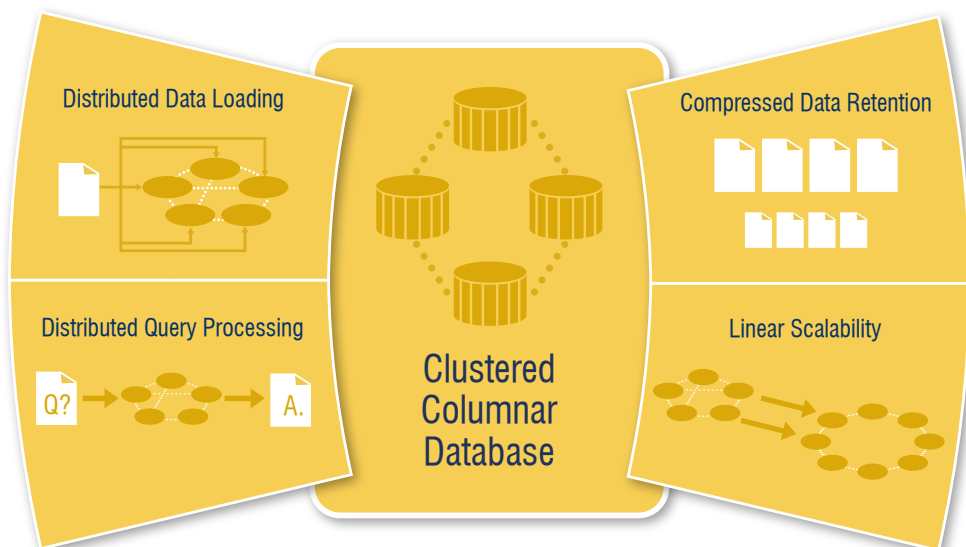 Distributed Data Loading
Distributed Query Processing
Q?
A.
Clustered
Columnar
Database
Compressed Data Retention
Linear Scalability